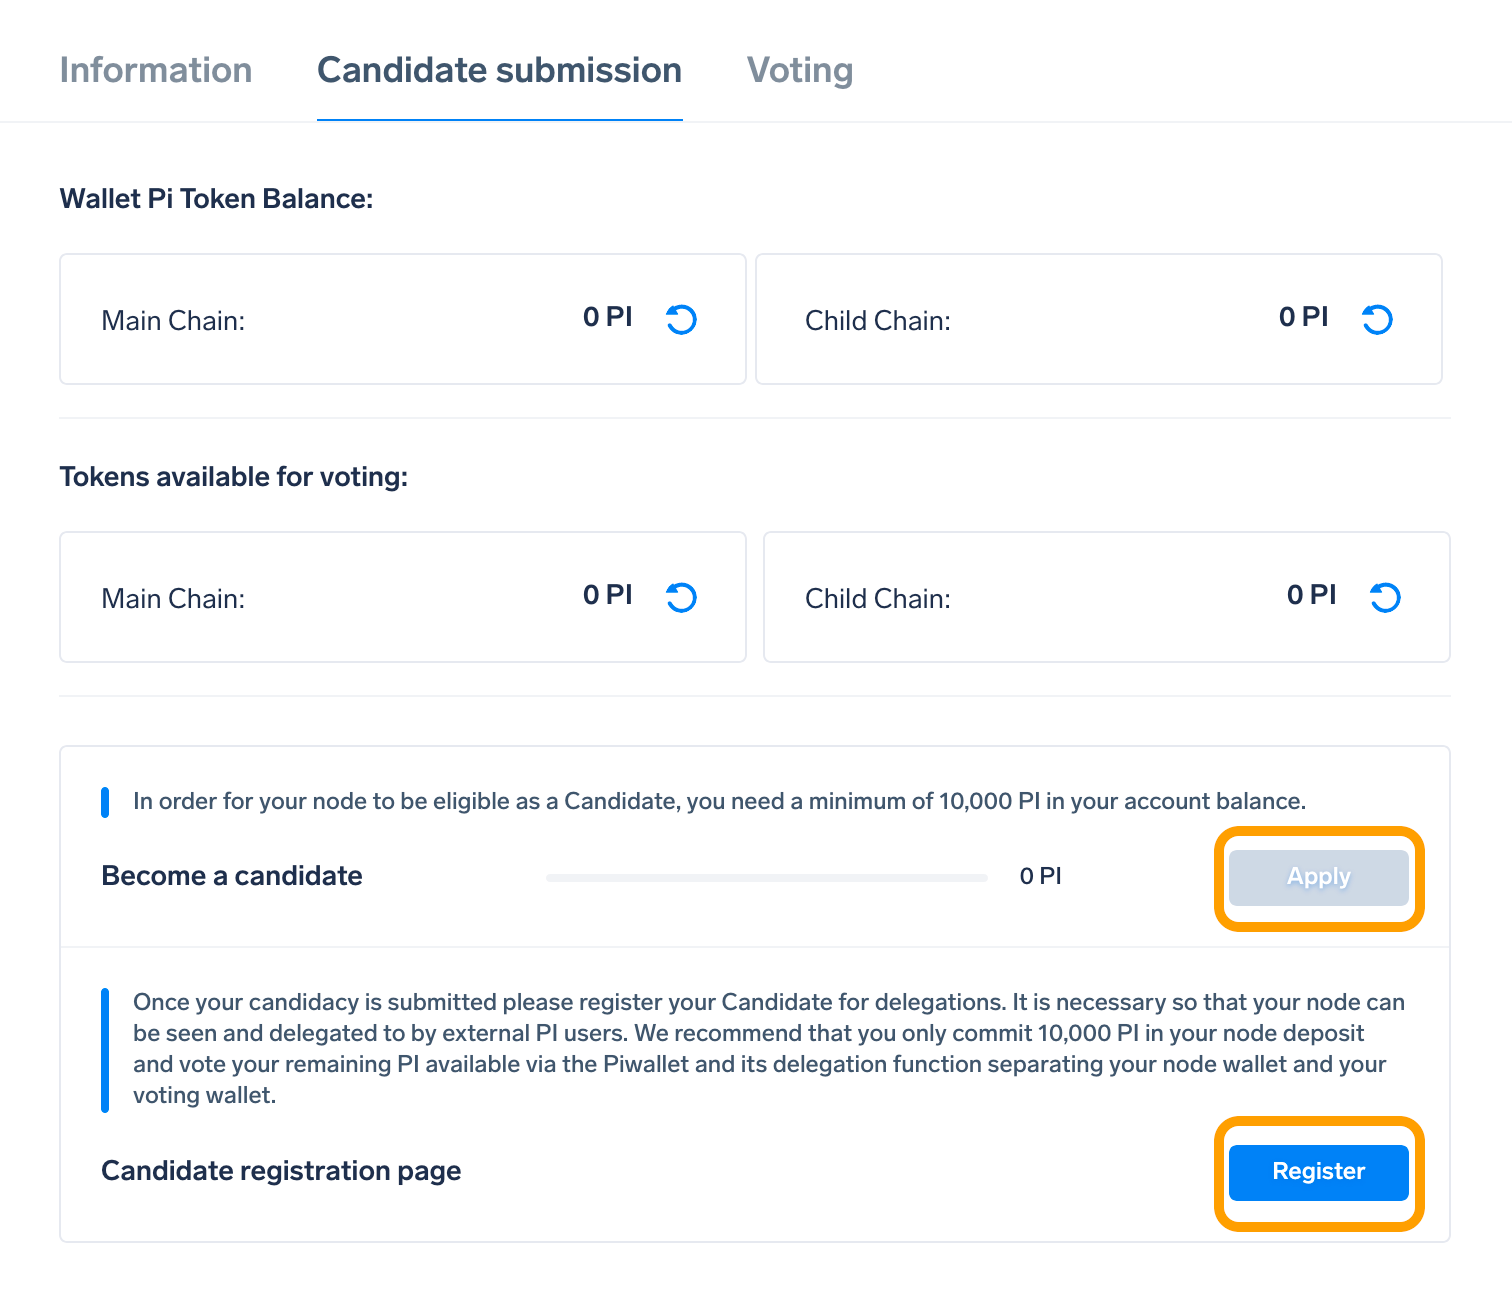 Information Candidate submission Voting
Wallet Pi Token Balance:
Main Chain: 0 PI Child Chain: 0 PI
Tokens available for voting:
Main Chain: 0 PI Child Chain: 0 PI
In order for your node to be eligible as a Candidate, you need a minimum of 10,000 PI in your account balance.
Become a candidate 0 PI Apply
Once your candidacy is submitted please register your Candidate for delegations. It is necessary so that your node can
be seen and delegated to by external PI users. We recommend that you only commit 10,000 PI in your node deposit
and vote your remaining PI available via the Piwallet and its delegation function separating your node wallet and your
voting wallet.
Candidate registration page Register